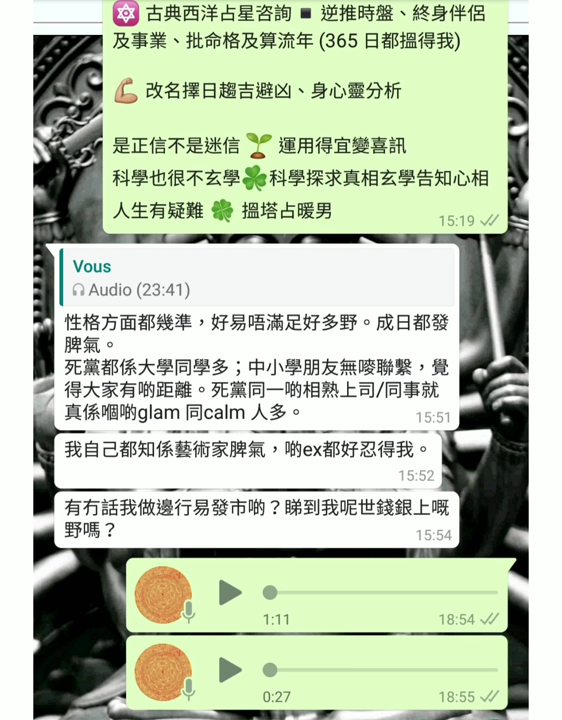 古典西洋占星咨詢 ◾ 逆推時盤、終身伴侶
及事業、批命格及算流年 (365 日都搵得我)
💪 改名擇日趨吉避凶、身心靈分析
是正信不是迷信 🌱 運用得宜變喜訊
科學也很不玄學🍀科學探求真相玄學告知心相
人生有疑難 🍀 搵塔占暖男
15:19
Vous
Audio (23:41)
性格方面都幾準，好易唔滿足好多野。成日都發
脾氣。
死黨都係大學同學多；中小學朋友無嘜聯繫，覺
得大家有啲距離。死黨同一啲相熟上司/同事就
真係嗰啲glam 同calm 人多。
15:51
我自己都知係藝術家脾氣，啲ex都好忍得我。
15:52
有冇話我做邊行易發市啲？睇到我呢世錢銀上嘅
野嗎？
15:54
1:11
18:54
0:27
18:55